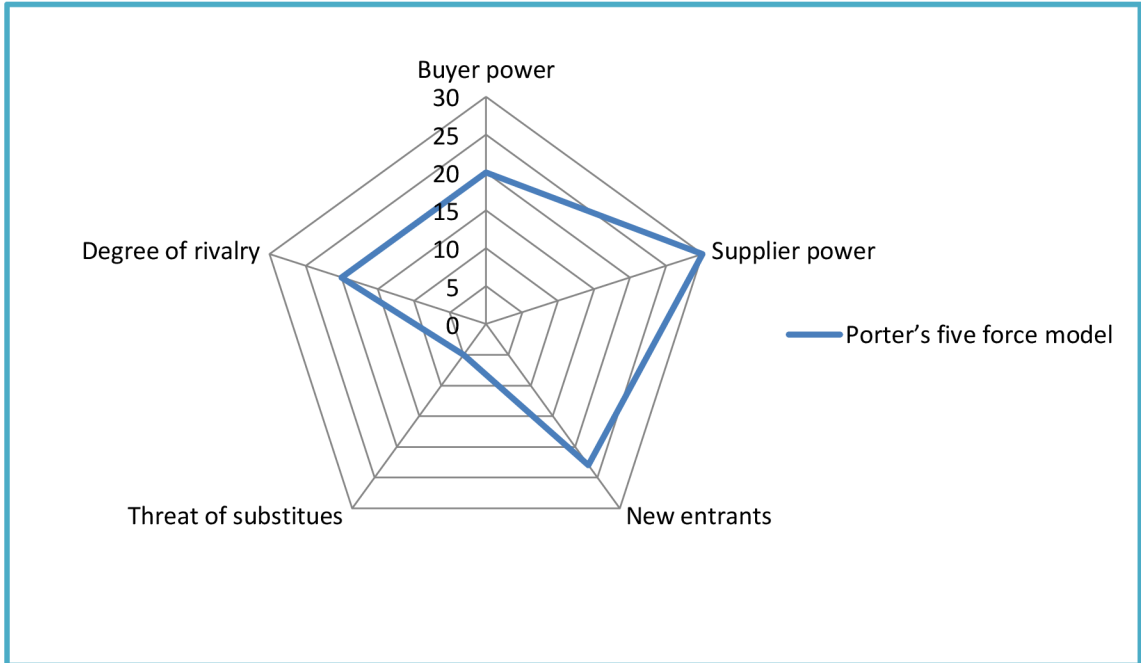 Buyer power
30
25
20
15
10
5
0
Degree of rivalry
Supplier power
Porter’s five force model
Threat of substitues
New entrants